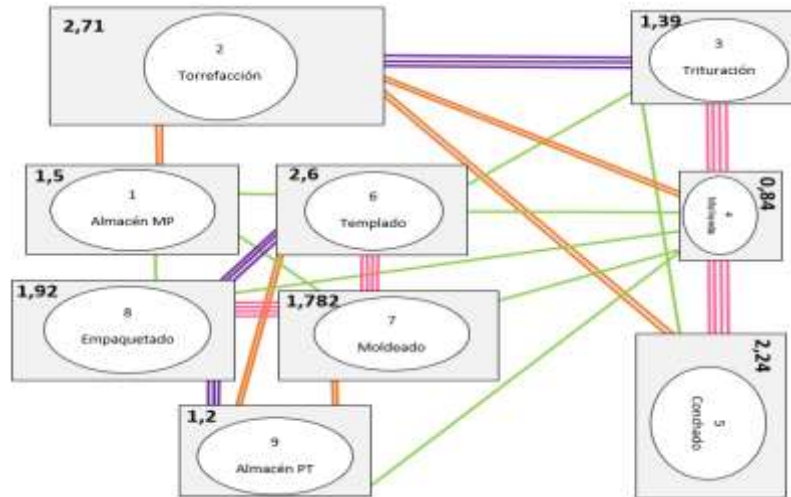 2,71
2
Torrefacción
1,39
3
Trituración
1,5
1
Almacén MP
2,6
6
Templado
0,84
4
Molienda
1,92
8
Empaquetado
1,782
7
Moldeado
2,24
5
Conchado
1,2
9
Almacén PT